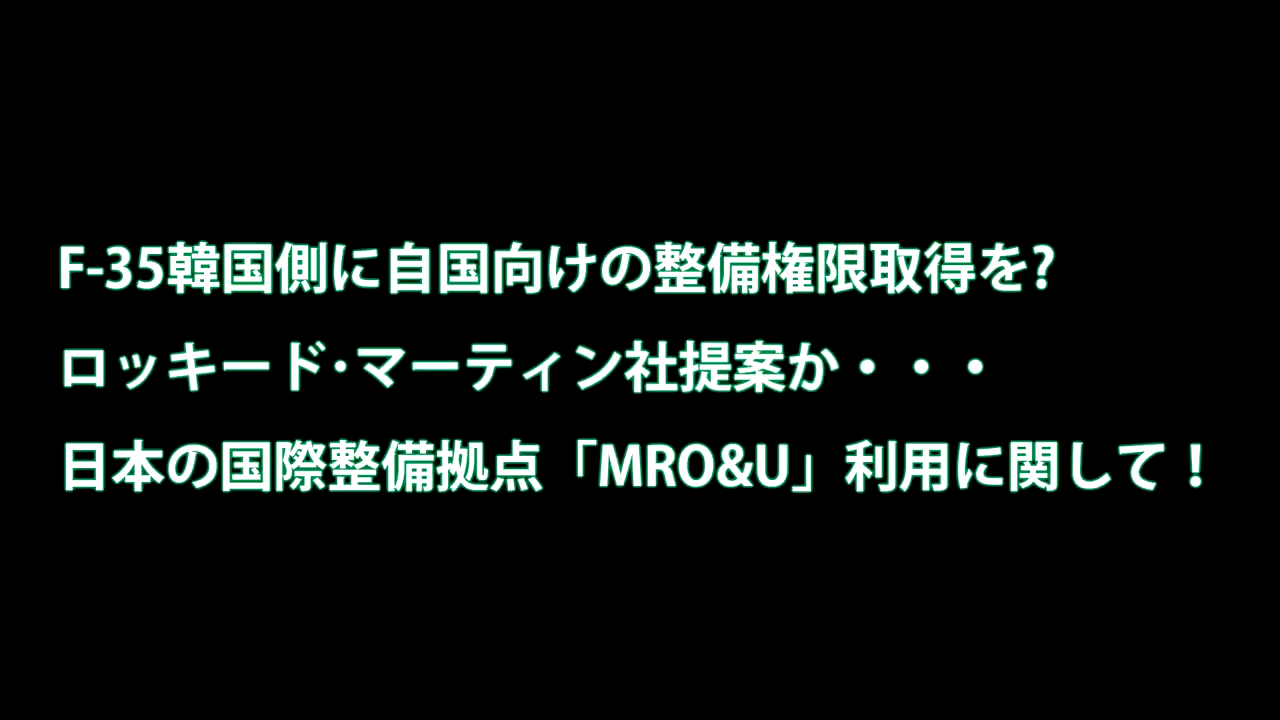 F-35韓国側に自国向けの整備権限取得を?
ロッキード･マーティン社提案か・・・
日本の国際整備拠点「MRO&U」利用に関して！